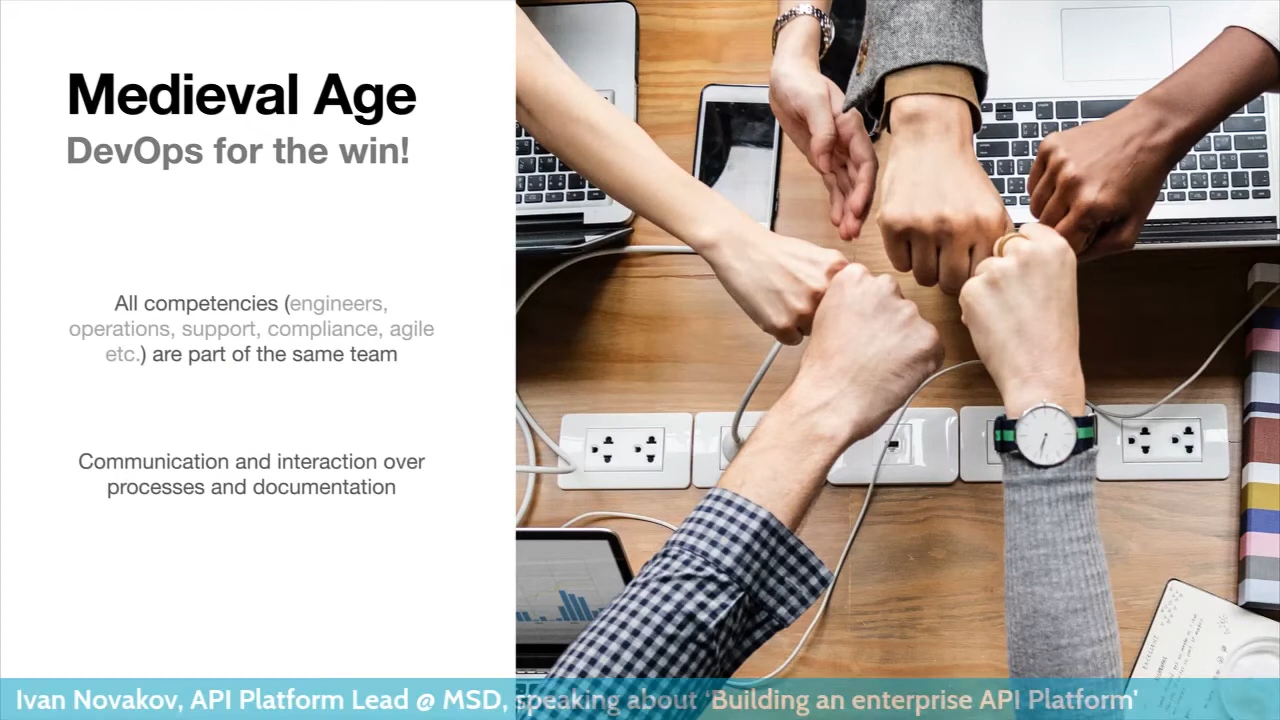 Medieval Age
DevOps for the win!
All competencies (engineers,
operations, support, compliance, agile
etc.) are part of the same team
Communication and interaction over
processes and documentation
EXCELLENT
Ivan Novakov, API Platform Lead @ MSD, speaking about ‘Building an enterprise API Platform’